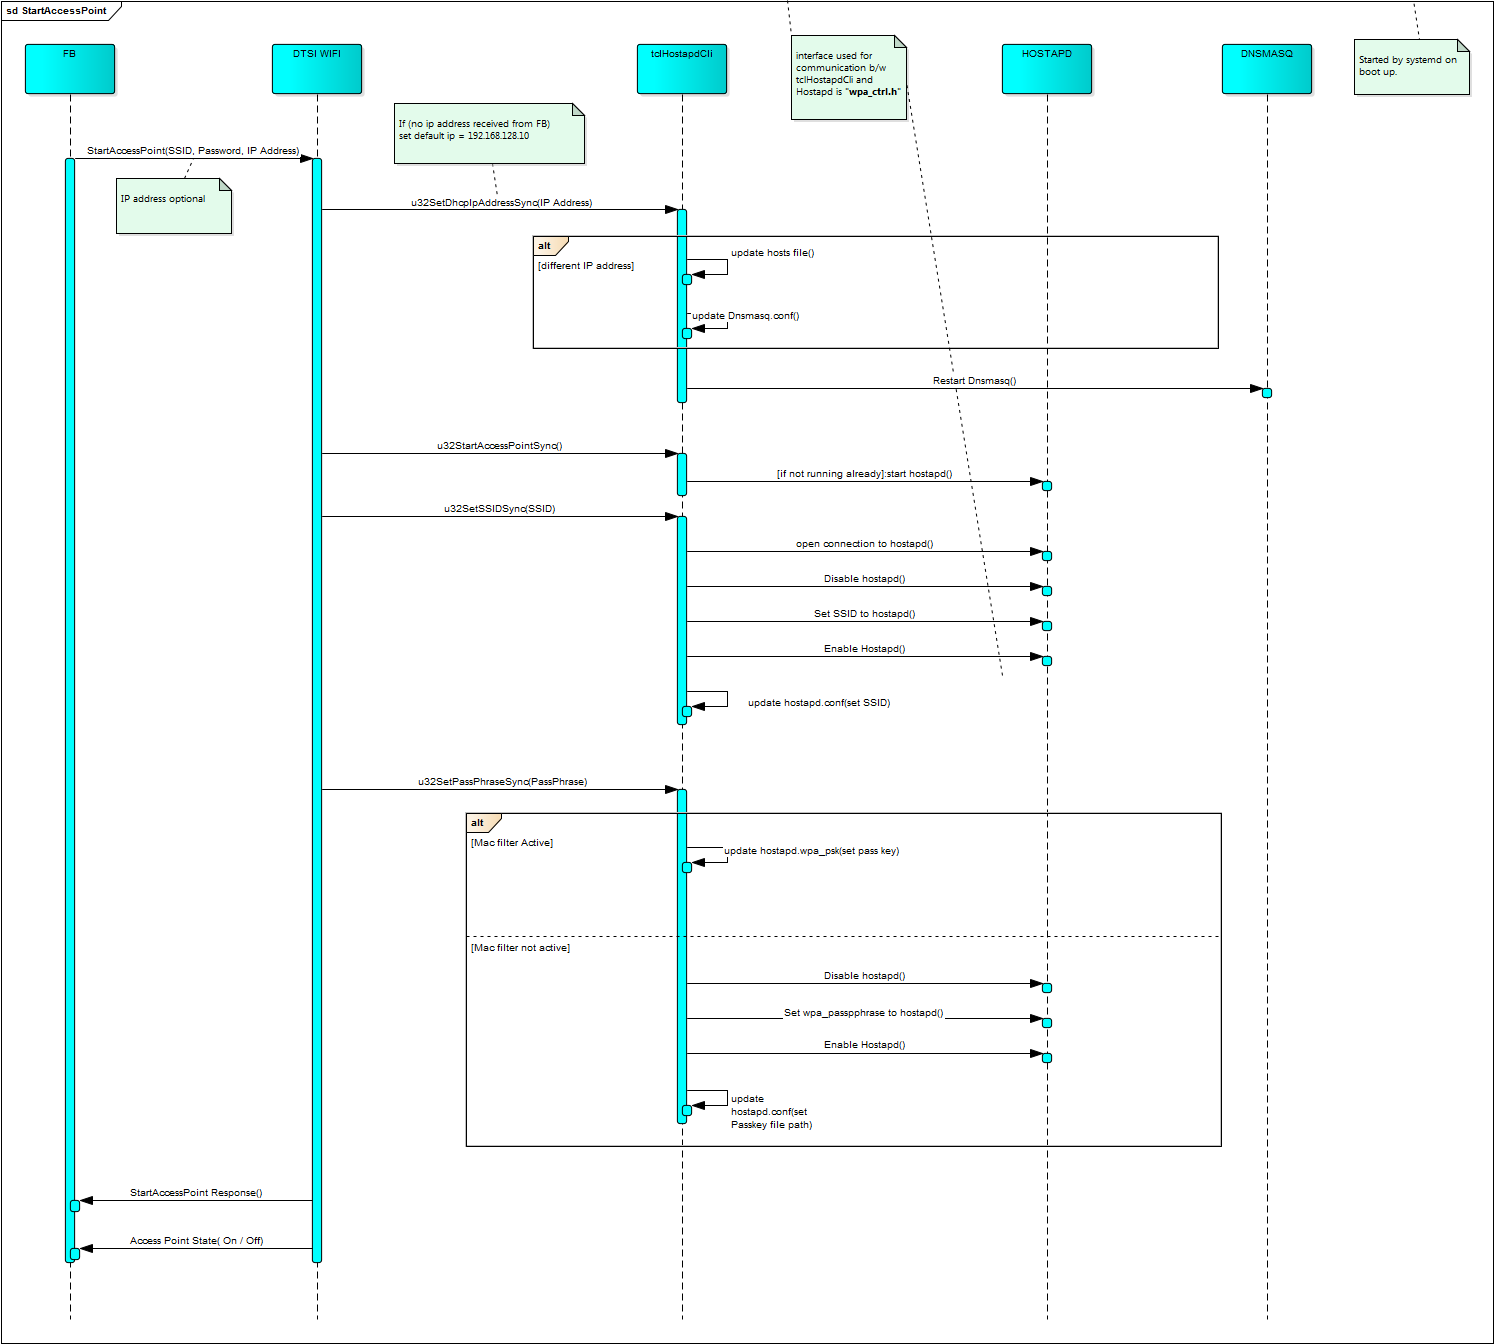 sd StartAccessPoint
FB
DTSI WIFI
tclHostapdCli
HOSTAPD
DNSMASQ
interface used for
communication b/w
tclHostapdCli and
Hostapd is "wpa_ctrl.h"
Started by systemd on
boot up.
If (no ip address received from FB)
set default ip = 192.168.128.10
StartAccessPoint(SSID, Password, IP Address)
IP address optional
u32SetDhcpIpAddressSync(IP Address)
alt
[different IP address]
update hosts file()
update Dnsmasq.conf()
Restart Dnsmasq()
u32StartAccessPointSync()
[if not running already]:start hostapd()
u32SetSSIDSync(SSID)
open connection to hostapd()
Disable hostapd()
Set SSID to hostapd()
Enable Hostapd()
update hostapd.conf(set SSID)
u32SetPassPhraseSync(PassPhrase)
alt
[Mac filter Active]
update hostapd.wpa_psk(set pass key)
[Mac filter not active]
Disable hostapd()
Set wpa_passpphrase to hostapd()
Enable Hostapd()
update
hostapd.conf(set
Passkey file path)
StartAccessPoint Response()
Access Point State( On / Off)